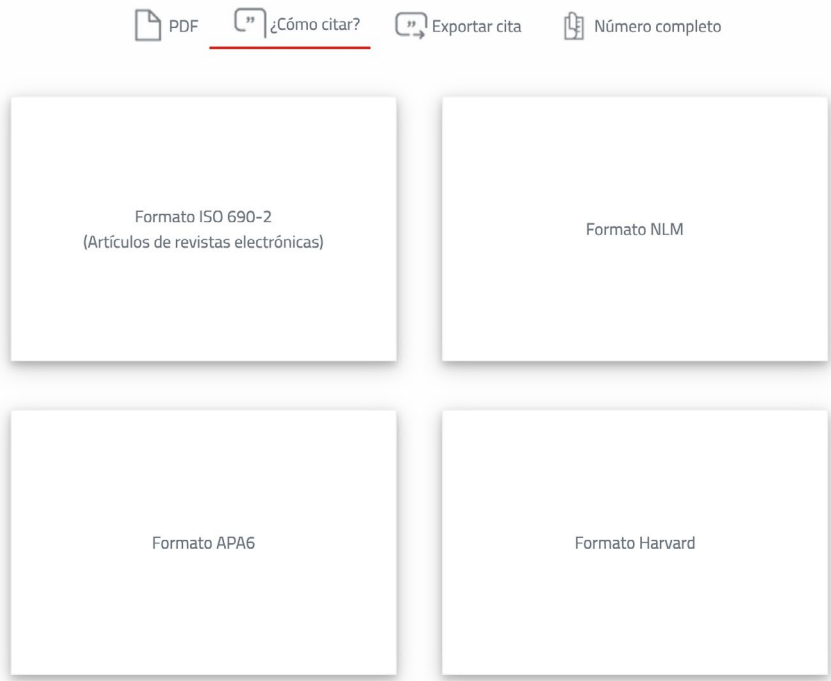 PDF ¿Cómo citar? Exportar cita Número completo
Formato ISO 690-2
(Artículos de revistas electrónicas)
Formato NLM
Formato APA6
Formato Harvard